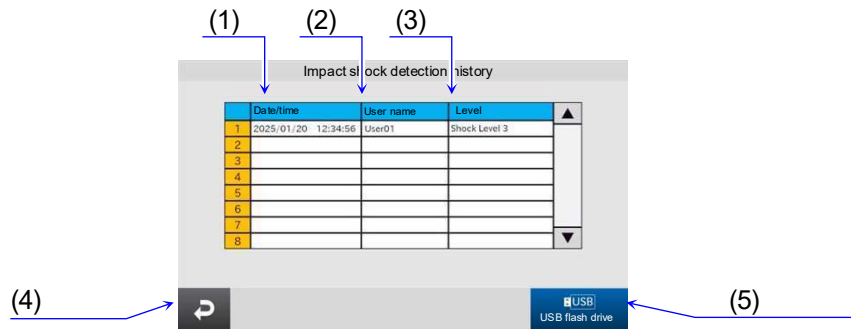 (1) (2) (3)
Impact shock detection history
Date/time User name Level
1 2025/01/20 12:34:56 User01 Shock Level 3
2
3
4
5
6
7
8
(4) (5)
USB
USB flash drive